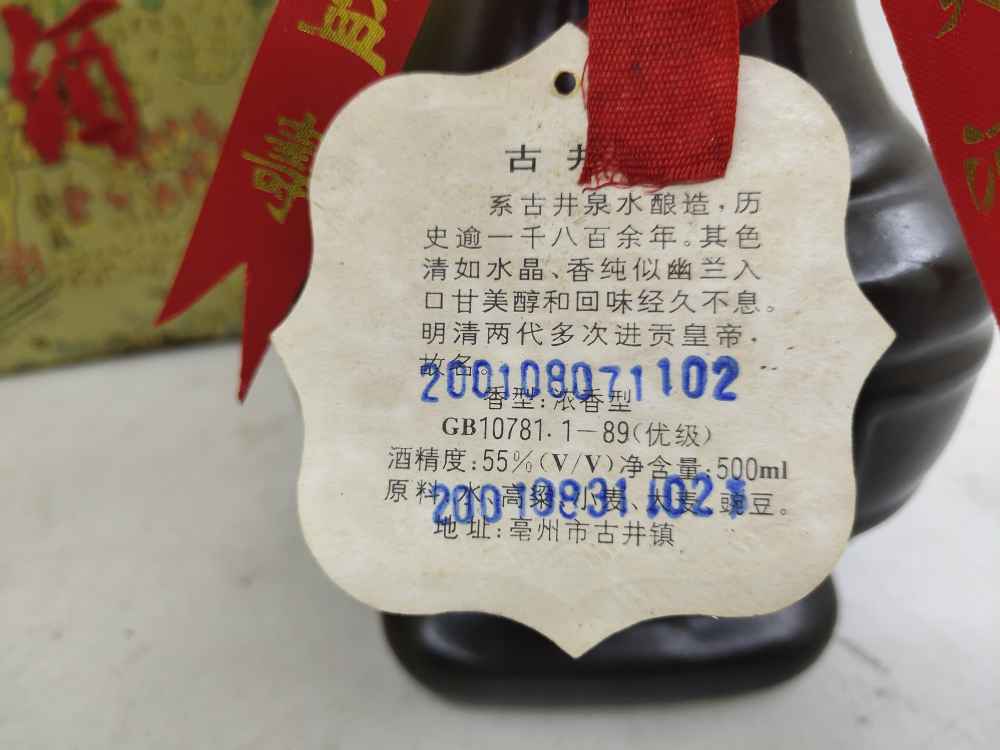 酒
古井
系古井泉水酿造，历
史逾一千八百余年。其色
清如水晶、香纯似幽兰入
口甘美醇和回味经久不息。
明清两代多次进贡皇帝，
故名。
200108071102
香型：浓香型
GB10781.1-89(优级)
酒精度：55%(V/V)净含量：500ml
原料：水、高粱、小麦、大麦、豌豆。
20010831 102
地址：亳州市古井镇